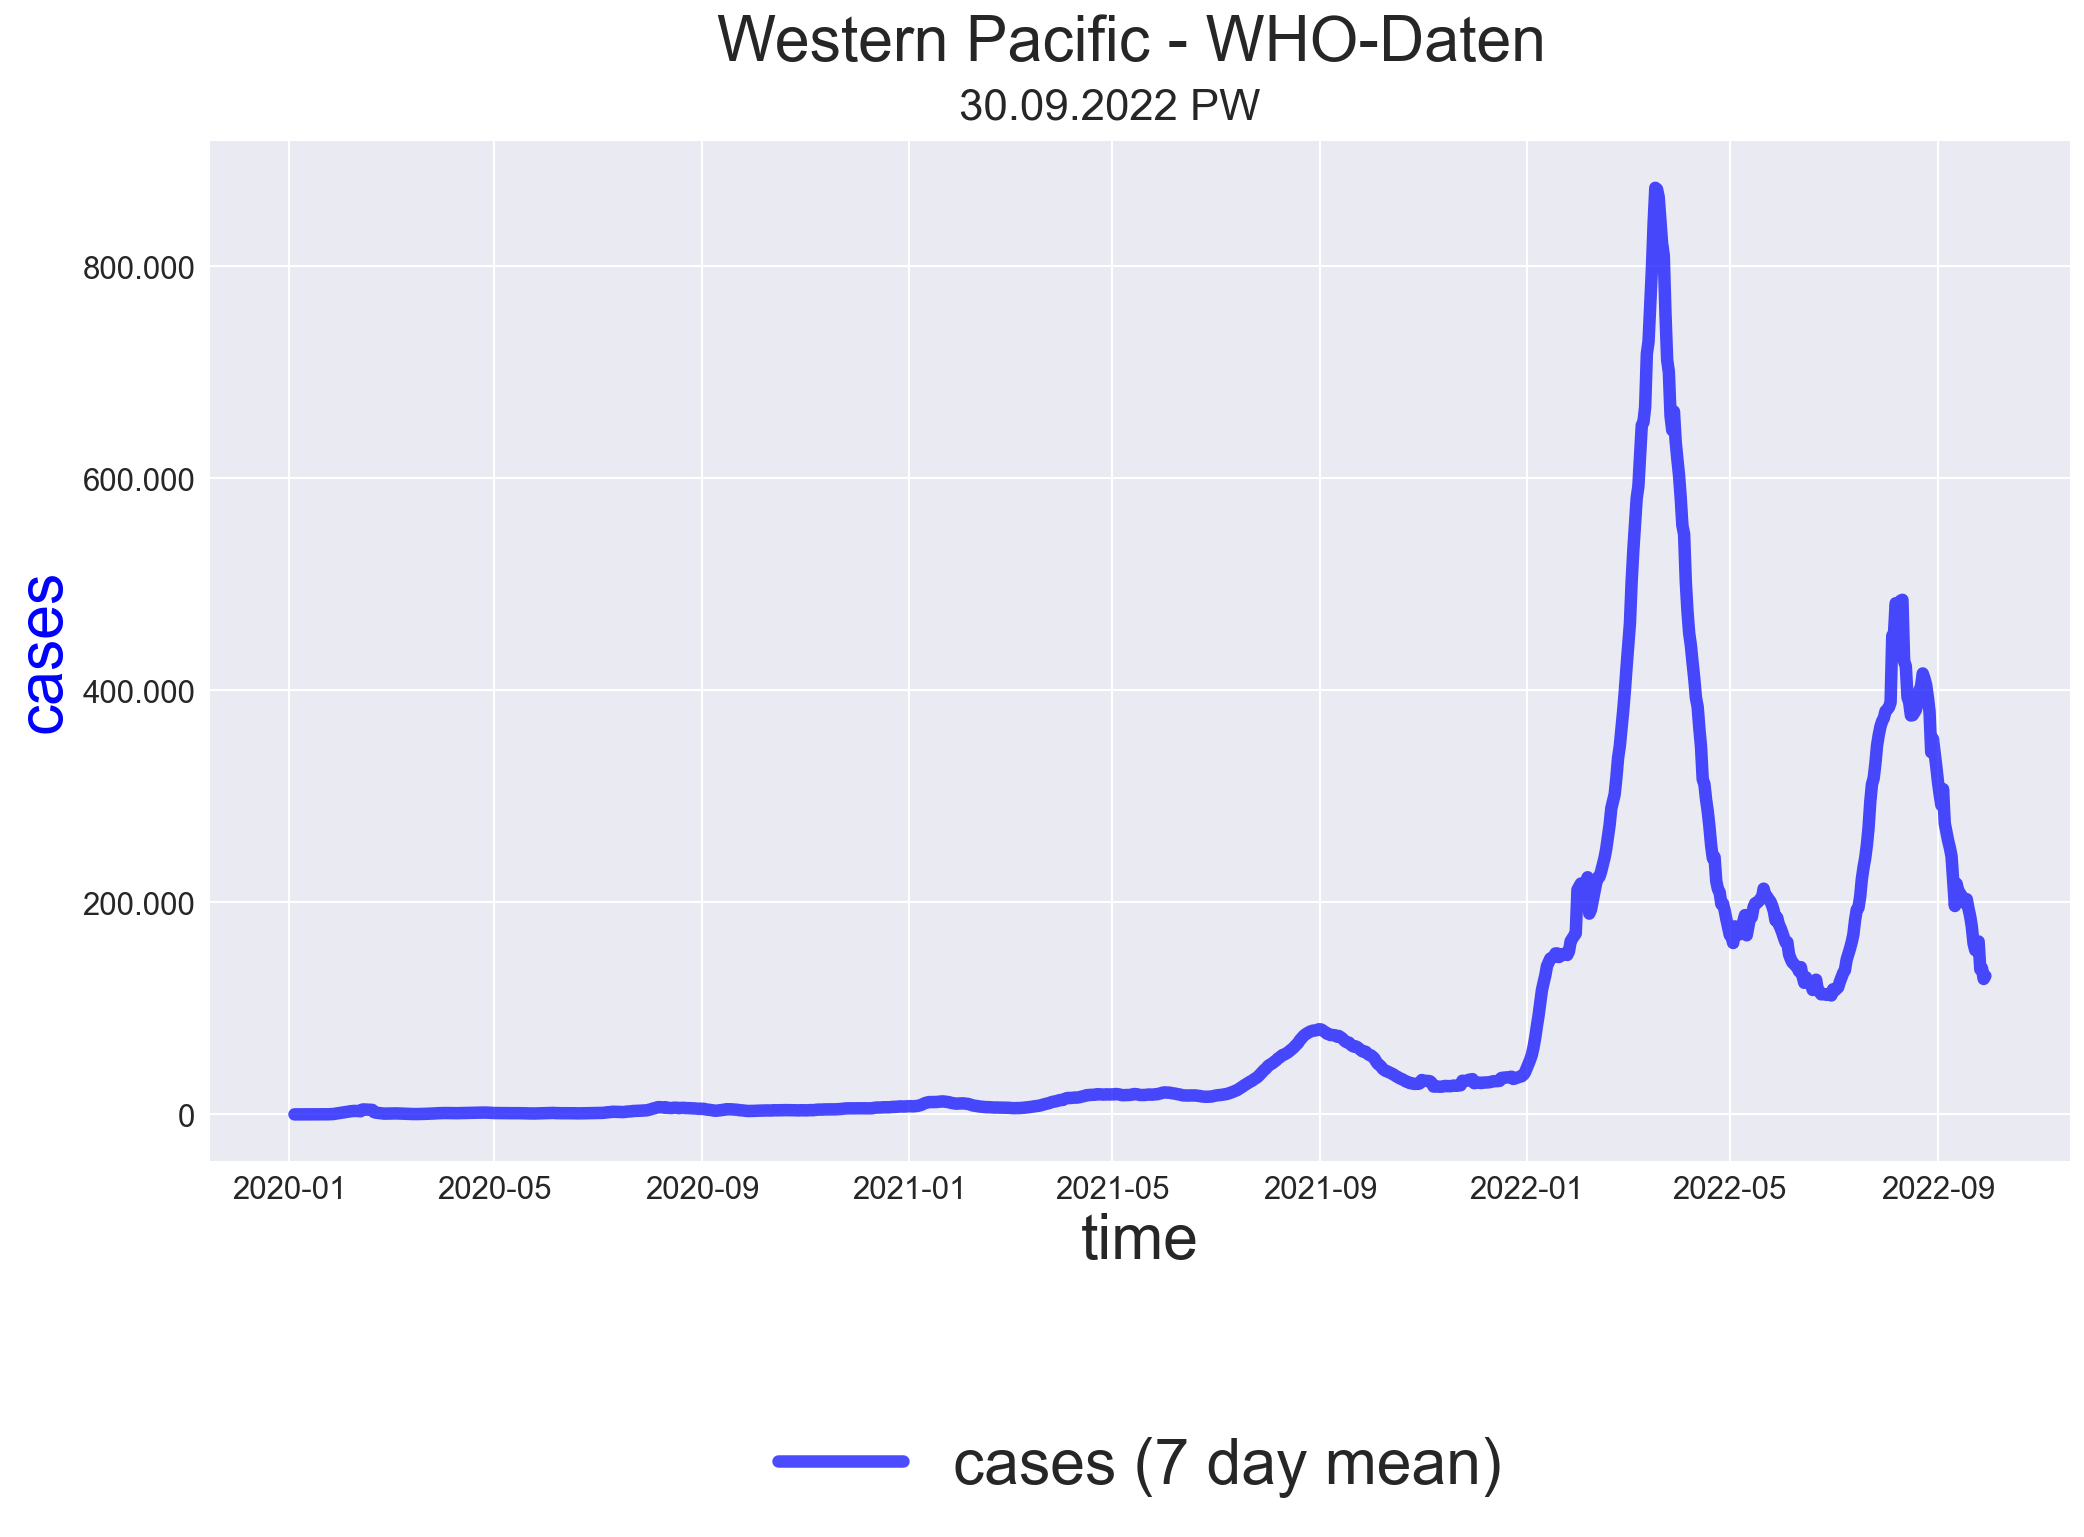 Western Pacific - WHO-Daten
30.09.2022 PW
cases
800.000
600.000
400.000
200.000
0
2020-01 2020-05 2020-09 2021-01 2021-05 2021-09 2022-01 2022-05 2022-09
time
cases (7 day mean)